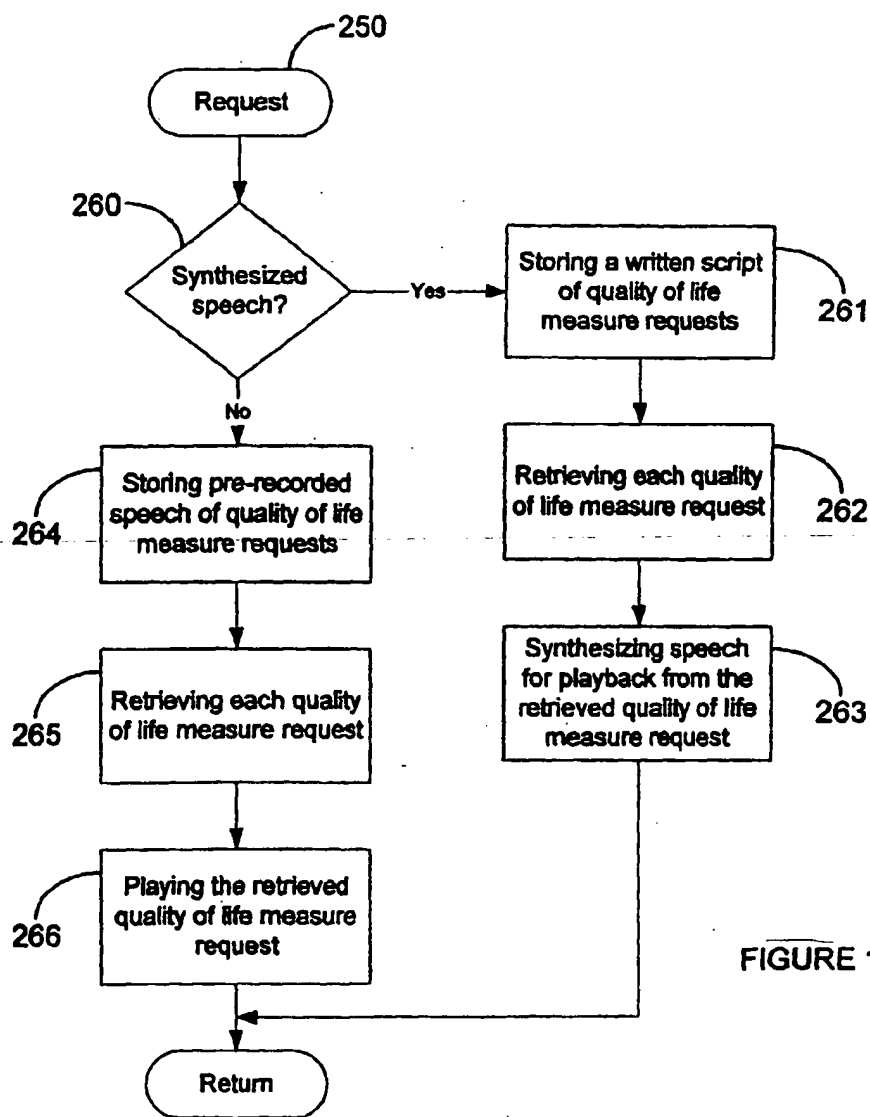 250
Request
260
Synthesized
speech?
Yes
No
Storing a written script
of quality of life
measure requests
261
Retrieving each quality
of life measure request
262
Synthesizing speech
for playback from the
retrieved quality of life
measure request
263
Storing pre-recorded
speech of quality of life
measure requests
264
Retrieving each quality
of life measure request
265
Playing the retrieved
quality of life measure
request
266
Return
FIGURE